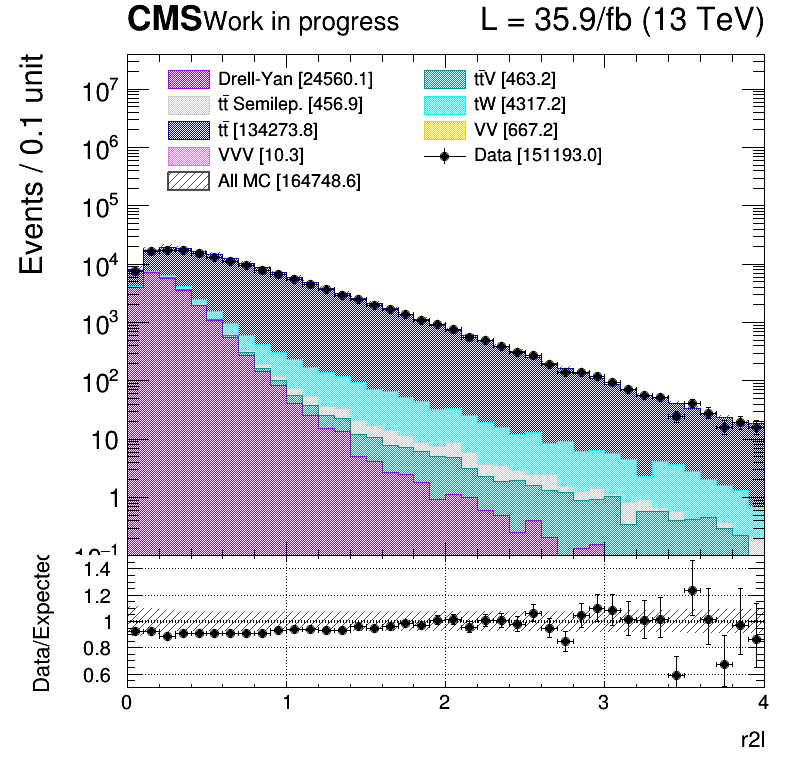 CMS Work in progress L = 35.9/fb (13 TeV)
Events / 0.1 unit
Drell-Yan [24560.1]
tt̄ Semilep. [456.9]
tt̄ [134273.8]
VVV [10.3]
All MC [164748.6]
tt̄V [463.2]
tW [4317.2]
VV [667.2]
Data [151193.0]
10⁷
10⁶
10⁵
10⁴
10³
10²
10
1
10⁻¹
Data/Expected
1.4
1.2
1
0.8
0.6
0 1 2 3 4
r2l